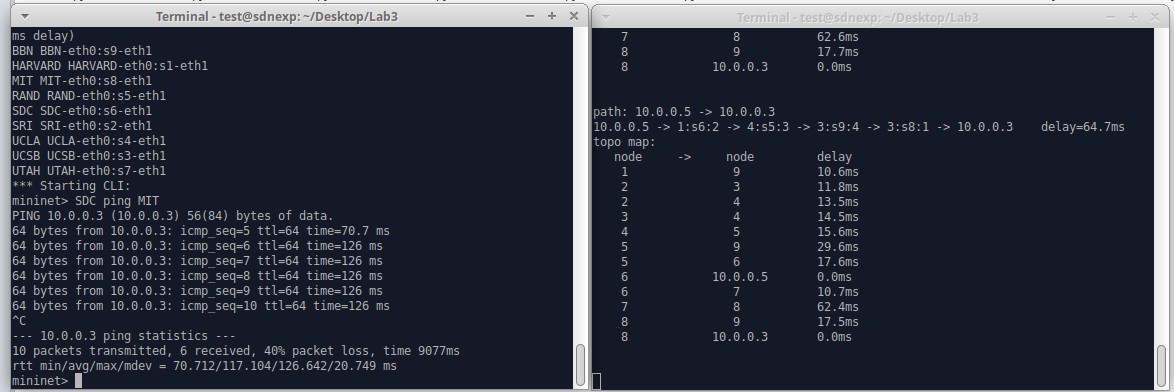 Terminal - test@sdnexp: ~/Desktop/Lab3
ms delay)
BBN BBN-eth0:s9-eth1
HARVARD HARVARD-eth0:s1-eth1
MIT MIT-eth0:s8-eth1
RAND RAND-eth0:s5-eth1
SDC SDC-eth0:s6-eth1
SRI SRI-eth0:s2-eth1
UCLA UCLA-eth0:s4-eth1
UCSB UCSB-eth0:s3-eth1
UTAH UTAH-eth0:s7-eth1
*** Starting CLI:
mininet> SDC ping MIT
PING 10.0.0.3 (10.0.0.3) 56(84) bytes of data.
64 bytes from 10.0.0.3: icmp_seq=5 ttl=64 time=70.7 ms
64 bytes from 10.0.0.3: icmp_seq=6 ttl=64 time=126 ms
64 bytes from 10.0.0.3: icmp_seq=7 ttl=64 time=126 ms
64 bytes from 10.0.0.3: icmp_seq=8 ttl=64 time=126 ms
64 bytes from 10.0.0.3: icmp_seq=9 ttl=64 time=126 ms
64 bytes from 10.0.0.3: icmp_seq=10 ttl=64 time=126 ms
^C
--- 10.0.0.3 ping statistics ---
10 packets transmitted, 6 received, 40% packet loss, time 9077ms
rtt min/avg/max/mdev = 70.712/117.104/126.642/20.749 ms
mininet>
Terminal - test@sdnexp: ~/Desktop/Lab3
7 8 62.6ms
8 9 17.7ms
8 10.0.0.3 0.0ms
path: 10.0.0.5 -> 10.0.0.3
10.0.0.5 -> 1:s6:2 -> 4:s5:3 -> 3:s9:4 -> 3:s8:1 -> 10.0.0.3 delay=64.7ms
topo map:
node -> node delay
1 9 10.6ms
2 3 11.8ms
2 4 13.5ms
3 4 14.5ms
4 5 15.6ms
5 9 29.6ms
5 6 17.6ms
6 10.0.0.5 0.0ms
6 7 10.7ms
7 8 62.4ms
8 9 17.5ms
8 10.0.0.3 0.0ms